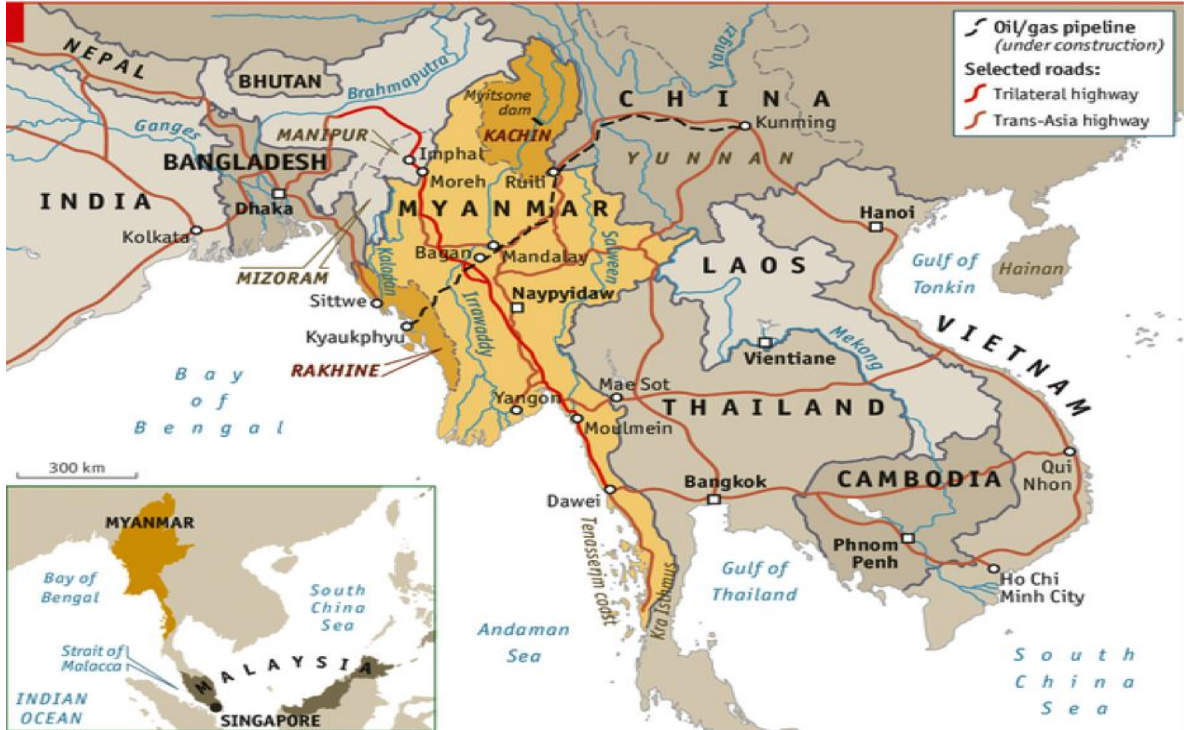 Oil/gas pipeline
(under construction)
Selected roads:
Trilateral highway
Trans-Asia highway
NEPAL
BHUTAN
Brahmaputra
Yangzi
Myitsone
dam
CHINA
KACHIN
Kunming
Ganges
MANIPUR
Imphal
BANGLADESH
YUNNAN
Moreh
Ruili
INDIA
Dhaka
MYANMAR
Hanoi
Kolkata
Bagan
Mandalay
Salween
LAOS
Gulf of
Tonkin
Hainan
MIZORAM
Kaladan
Sittwe
Naypyidaw
Irrawaddy
Kyaukphyu
Mekong
VIETNAM
Vientiane
RAKHINE
Bay
of
Bengal
Mae Sot
Yangon
THAILAND
Moulmein
300 km
Bangkok
CAMBODIA
Qui
Nhon
Dawei
Tenasserim coast
Kra Isthmus
Phnom
Penh
Gulf of
Thailand
Ho Chi
Minh City
Andaman
Sea
South
China
Sea
MYANMAR
Bay of
Bengal
South
China
Sea
Strait of
Malacca
MALAYSIA
INDIAN
OCEAN
SINGAPORE